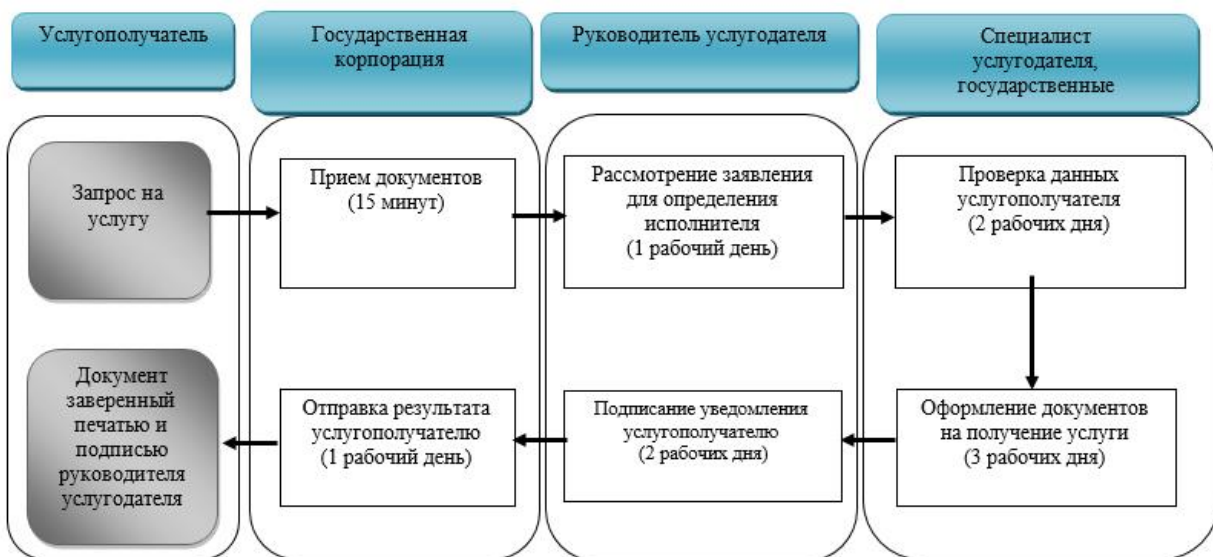 Услугополучатель
Государственная
корпорация
Руководитель услугодателя
Специалист
услугодателя,
государственные
Запрос на
услугу
Прием документов
(15 минут)
Рассмотрение заявления
для определения
исполнителя
(1 рабочий день)
Проверка данных
услугополучателя
(2 рабочих дня)
Документ
заверенный
печатью и
подписью
руководителя
услугодателя
Отправка результата
услугополучателю
(1 рабочий день)
Подписание уведомления
услугополучателю
(2 рабочих дня)
Оформление документов
на получение услуги
(3 рабочих дня)